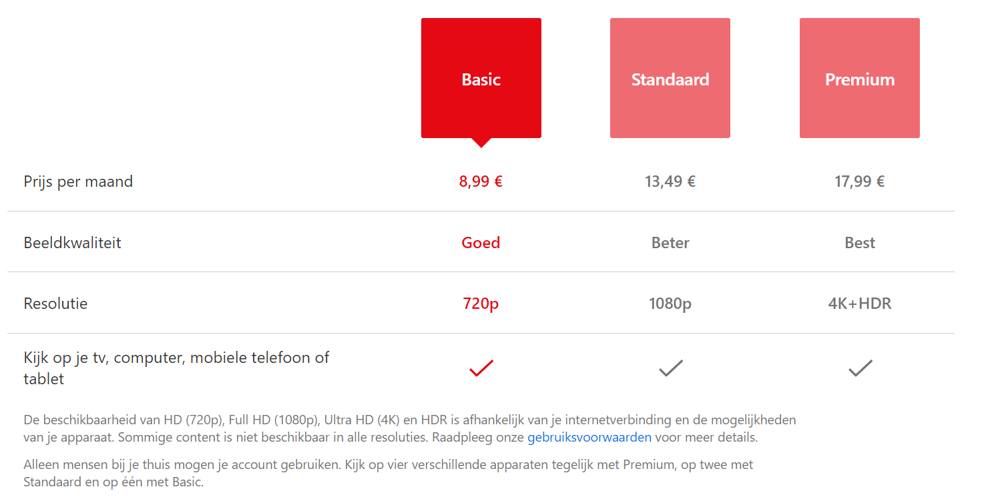 Basic Standaard Premium
Prijs per maand 8,99 € 13,49 € 17,99 €
Beeldkwaliteit Goed Beter Best
Resolutie 720p 1080p 4K+HDR
Kijk op je tv, computer, mobiele telefoon of
tablet
De beschikbaarheid van HD (720p), Full HD (1080p), Ultra HD (4K) en HDR is afhankelijk van je internetverbinding en de mogelijkheden
van je apparaat. Sommige content is niet beschikbaar in alle resoluties. Raadpleeg onze gebruiksvoorwaarden voor meer details.
Alleen mensen bij je thuis mogen je account gebruiken. Kijk op vier verschillende apparaten tegelijk met Premium, op twee met
Standaard en op één met Basic.